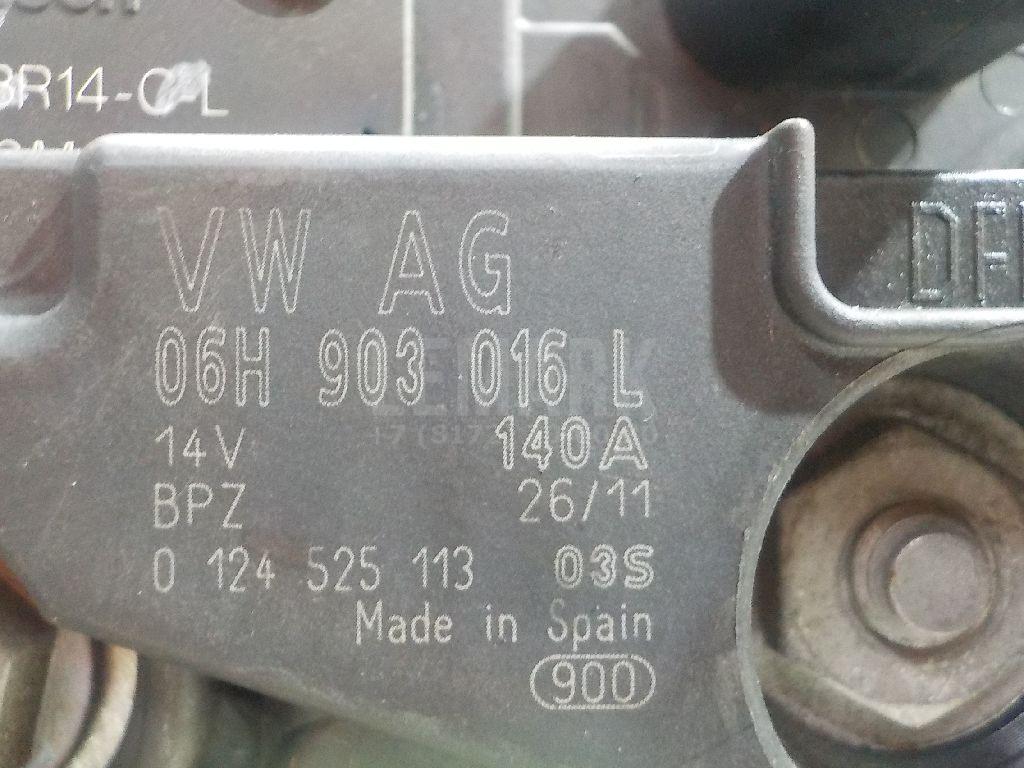 BR14-C L
VW AG
06H 903 016 L
14V 140A
BPZ 26/11
0 124 525 113 03S
Made in Spain
900